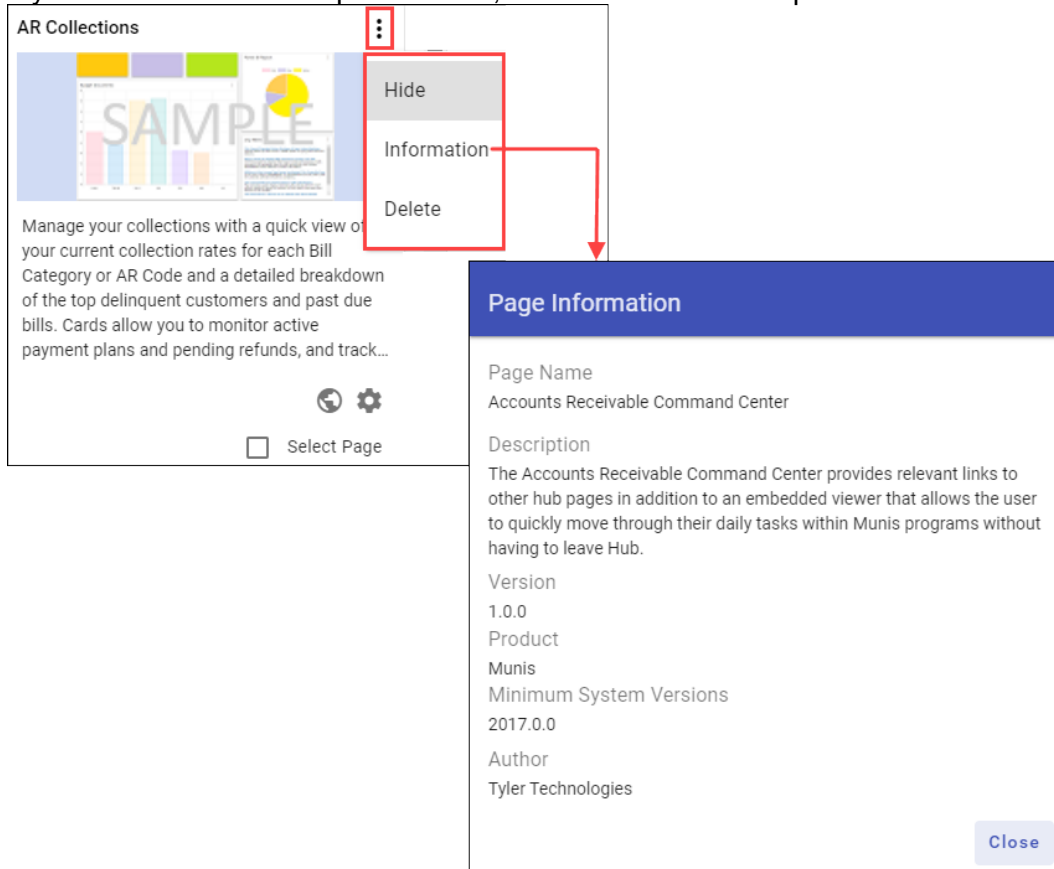 AR Collections
SAMPLE
Hide
Information
Delete
Manage your collections with a quick view of
your current collection rates for each Bill
Category or AR Code and a detailed breakdown
of the top delinquent customers and past due
bills. Cards allow you to monitor active
payment plans and pending refunds, and track...
Select Page
Page Information
Page Name
Accounts Receivable Command Center
Description
The Accounts Receivable Command Center provides relevant links to
other hub pages in addition to an embedded viewer that allows the user
to quickly move through their daily tasks within Munis programs without
having to leave Hub.
Version
1.0.0
Product
Munis
Minimum System Versions
2017.0.0
Author
Tyler Technologies
Close